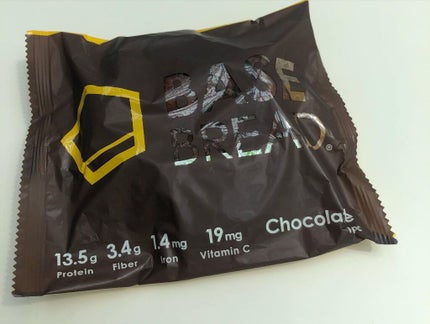 BASE
BREAD®
13.5g 3.4g 1.4mg 19mg Chocolate
Protein Fiber Iron Vitamin C